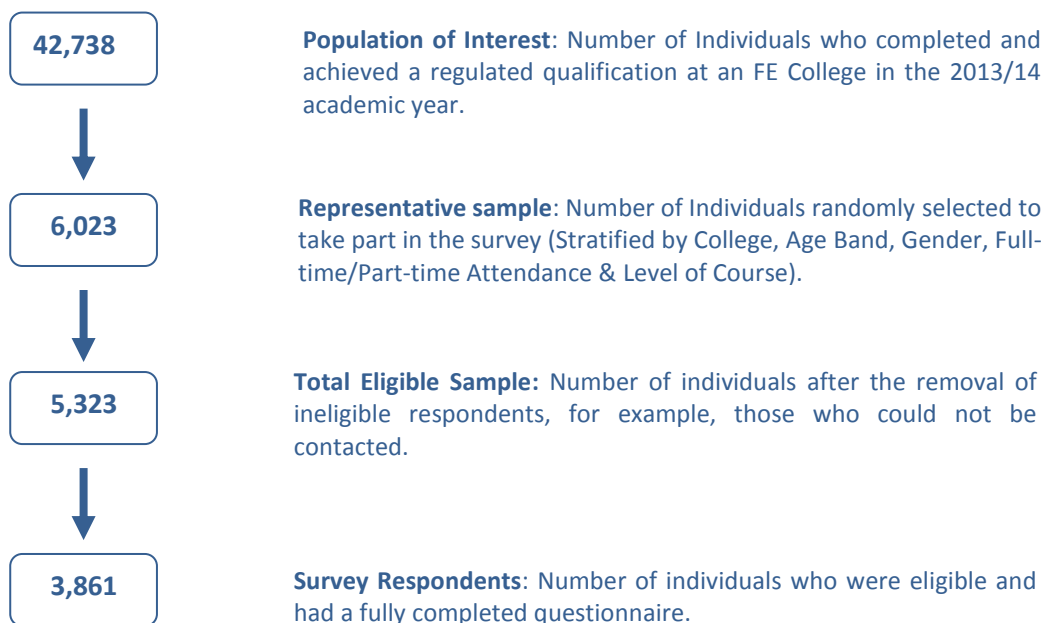 42,738
Population of Interest: Number of Individuals who completed and
achieved a regulated qualification at an FE College in the 2013/14
academic year.
6,023
Representative sample: Number of Individuals randomly selected to
take part in the survey (Stratified by College, Age Band, Gender, Full-
time/Part-time Attendance & Level of Course).
5,323
Total Eligible Sample: Number of individuals after the removal of
ineligible respondents, for example, those who could not be
contacted.
3,861
Survey Respondents: Number of individuals who were eligible and
had a fully completed questionnaire.